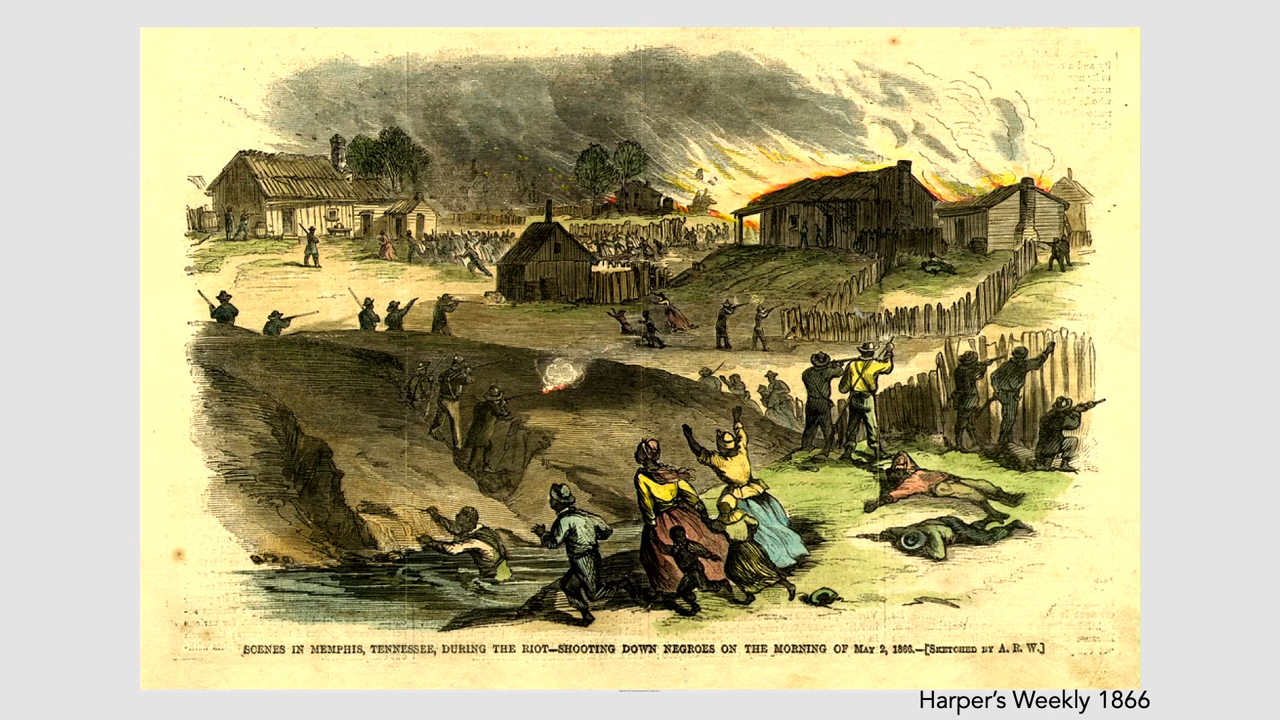 SCENES IN MEMPHIS, TENNESSEE, DURING THE RIOT—SHOOTING DOWN NEGROES ON THE MORNING OF MAY 2, 1866.—[SKETCHED BY A. R. W.]
Harper's Weekly 1866